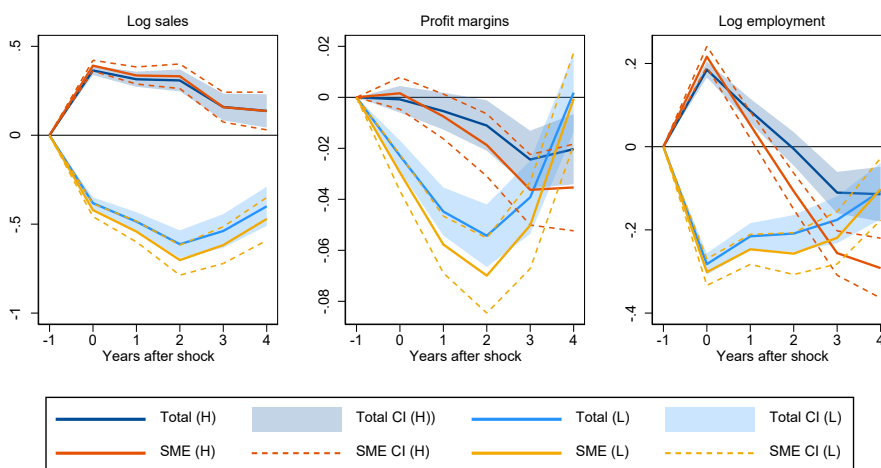 Log sales
Profit margins
Log employment
.5
0
-.5
-1
.02
0
-.02
-.04
-.06
-.08
.2
0
-.2
-.4
-1 0 1 2 3 4
-1 0 1 2 3 4
-1 0 1 2 3 4
Years after shock
Years after shock
Years after shock
Total (H)
Total CI (H))
Total (L)
Total CI (L)
SME (H)
SME CI (H)
SME (L)
SME CI (L)